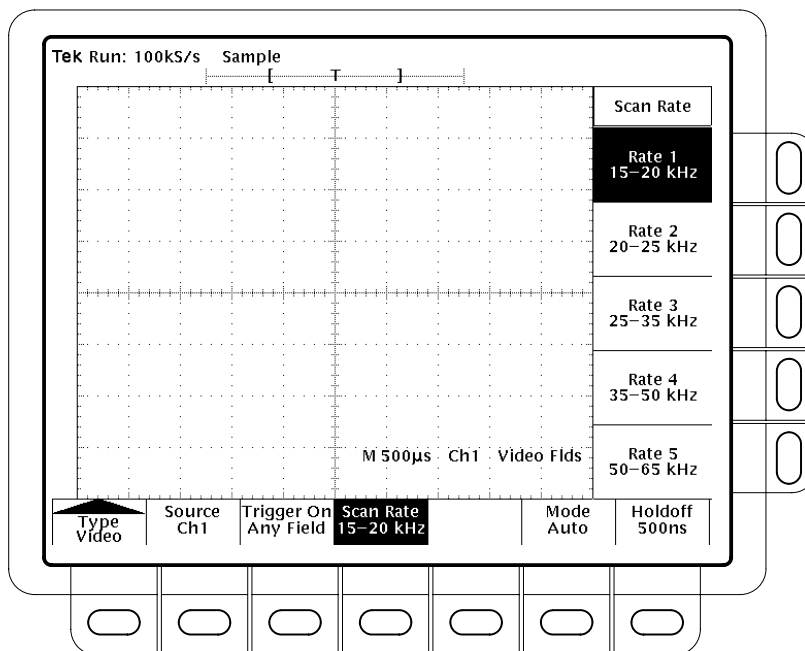 Tek Run: 100kS/s Sample
[ T ]
Scan Rate
Rate 1
15–20 kHz
Rate 2
20–25 kHz
Rate 3
25–35 kHz
Rate 4
35–50 kHz
Rate 5
50–65 kHz
M 500µs Ch1 Video Flds
Type
Video
Source
Ch1
Trigger On
Any Field
Scan Rate
15–20 kHz
Mode
Auto
Holdoff
500ns